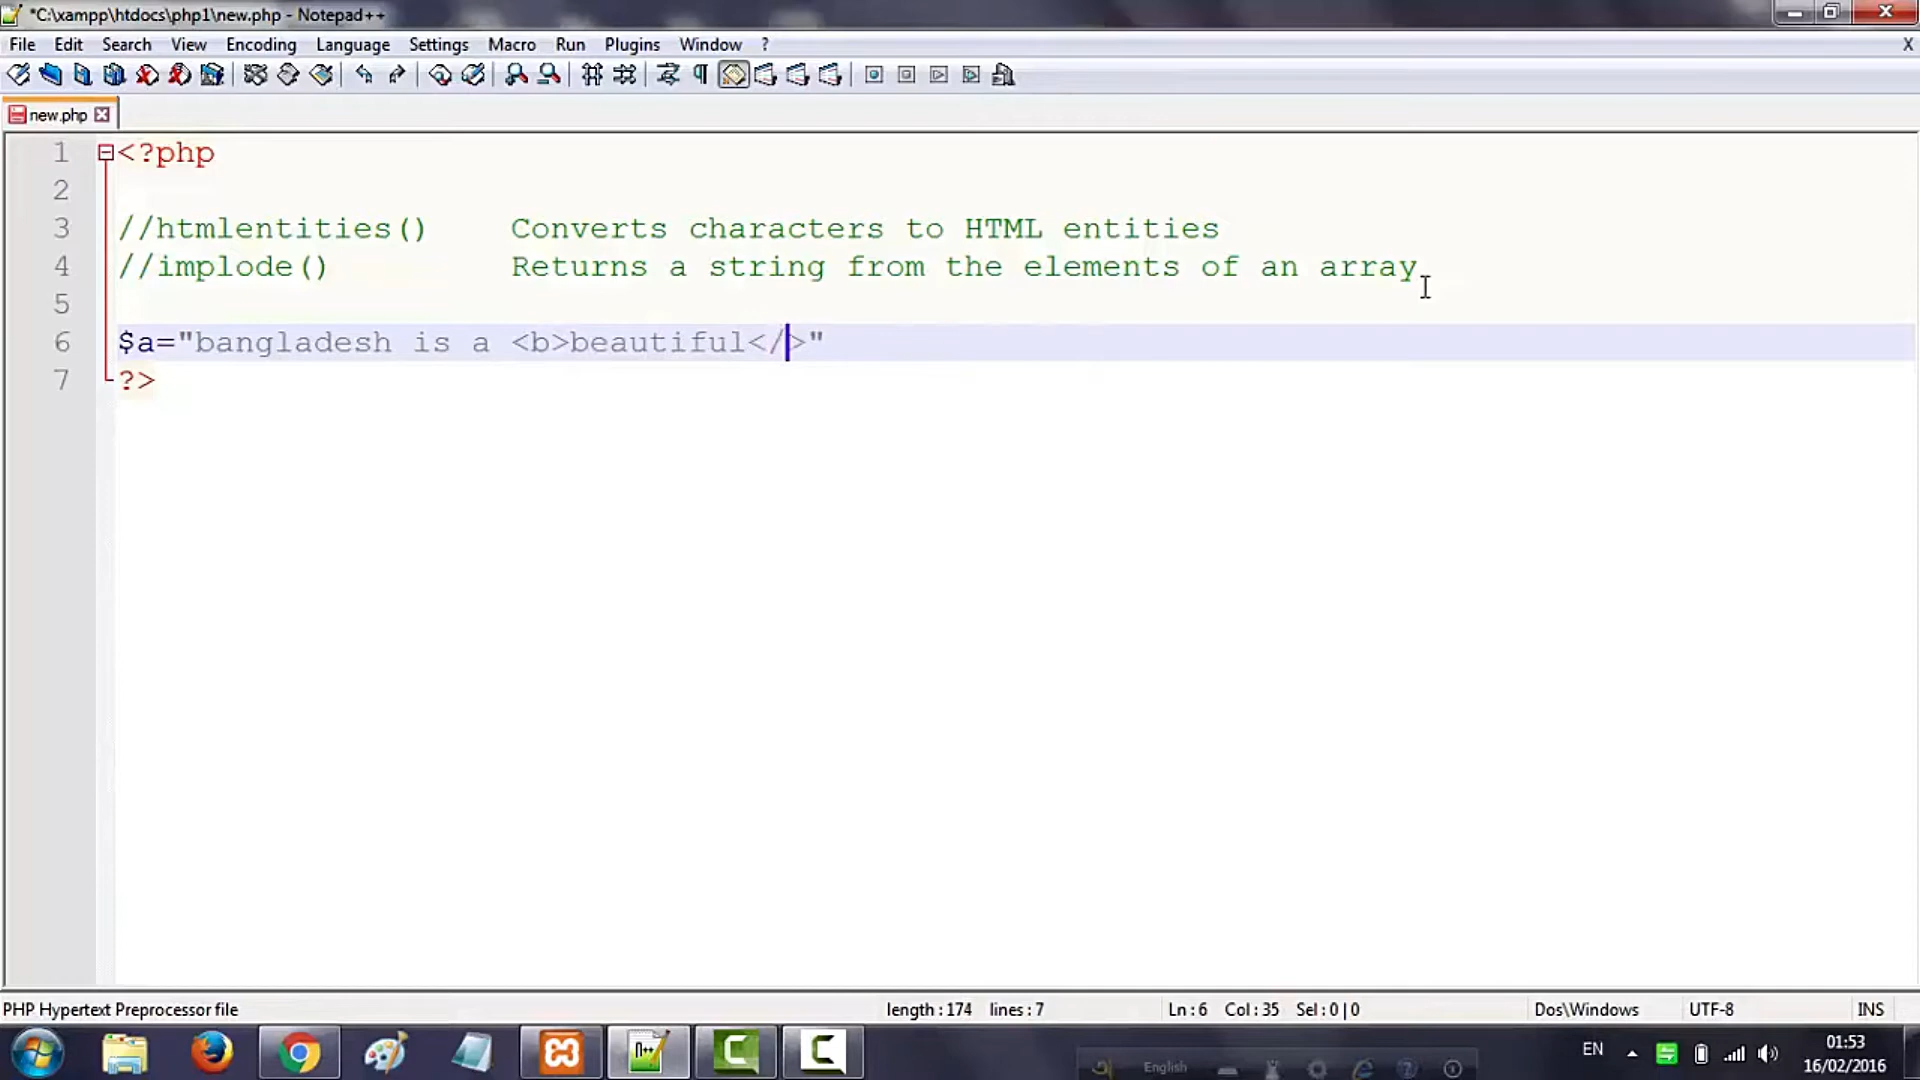 *C:\xampp\htdocs\php1\new.php - Notepad++
File Edit Search View Encoding Language Settings Macro Run Plugins Window ? X
new.php
1 <?php
2
3 //htmlentities() Converts characters to HTML entities
4 //implode() Returns a string from the elements of an array
5
6 $a="bangladesh is a <b>beautiful</>"
7 ?>
PHP Hypertext Preprocessor file length : 174 lines : 7 Ln : 6 Col : 35 Sel : 0 | 0 Dos\Windows UTF-8 INS
English
EN
01:53
16/02/2016